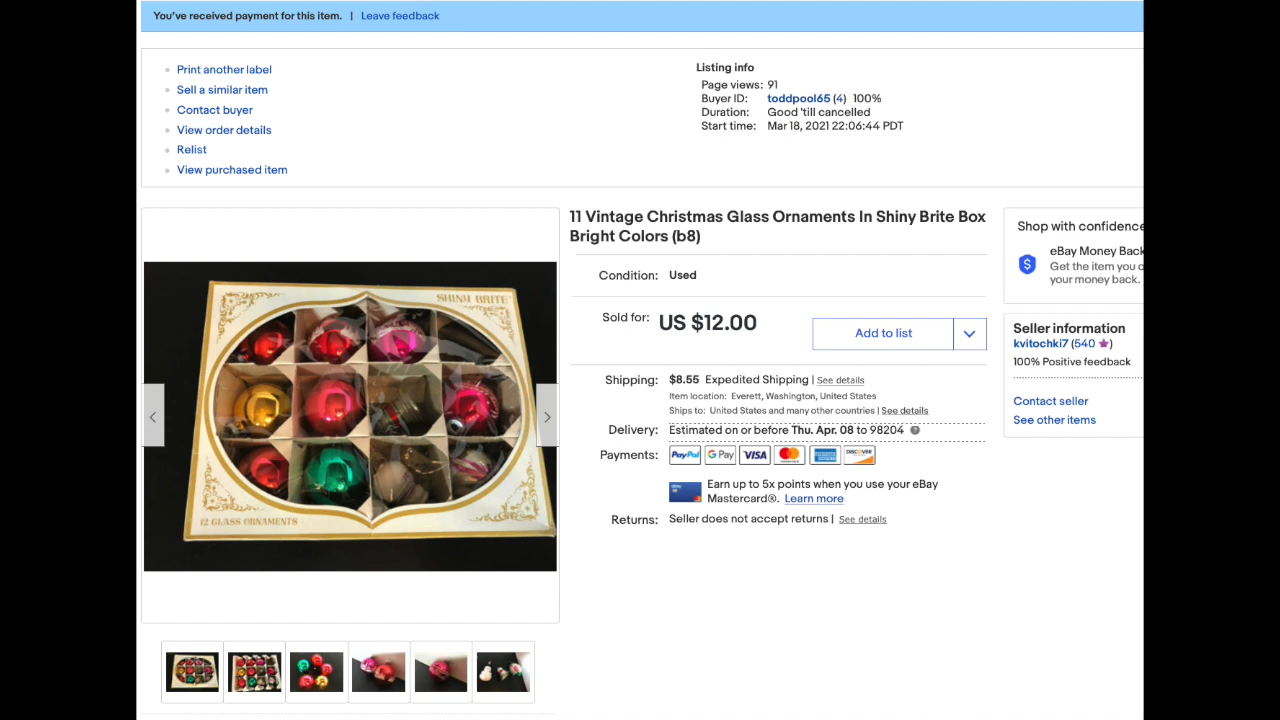 You've received payment for this item. | Leave feedback
Print another label
Sell a similar item
Contact buyer
View order details
Relist
View purchased item
Listing info
Page views: 91
Buyer ID: toddpool65 (4) 100%
Duration: Good 'till cancelled
Start time: Mar 18, 2021 22:06:44 PDT
SHINY BRITE
12 GLASS ORNAMENTS
11 Vintage Christmas Glass Ornaments In Shiny Brite Box
Bright Colors (b8)
Condition: Used
Sold for: US $12.00
Add to list
Shipping: $8.55 Expedited Shipping | See details
Item location: Everett, Washington, United States
Ships to: United States and many other countries | See details
Delivery: Estimated on or before Thu. Apr. 08 to 98204 ?
Payments: PayPal G Pay VISA DISCOVER
Earn up to 5x points when you use your eBay
Mastercard®. Learn more
Returns: Seller does not accept returns | See details
Shop with confidence
eBay Money Back
$ Get the item you o
your money back.
Seller information
kvitochki7 (540 ★)
100% Positive feedback
Contact seller
See other items